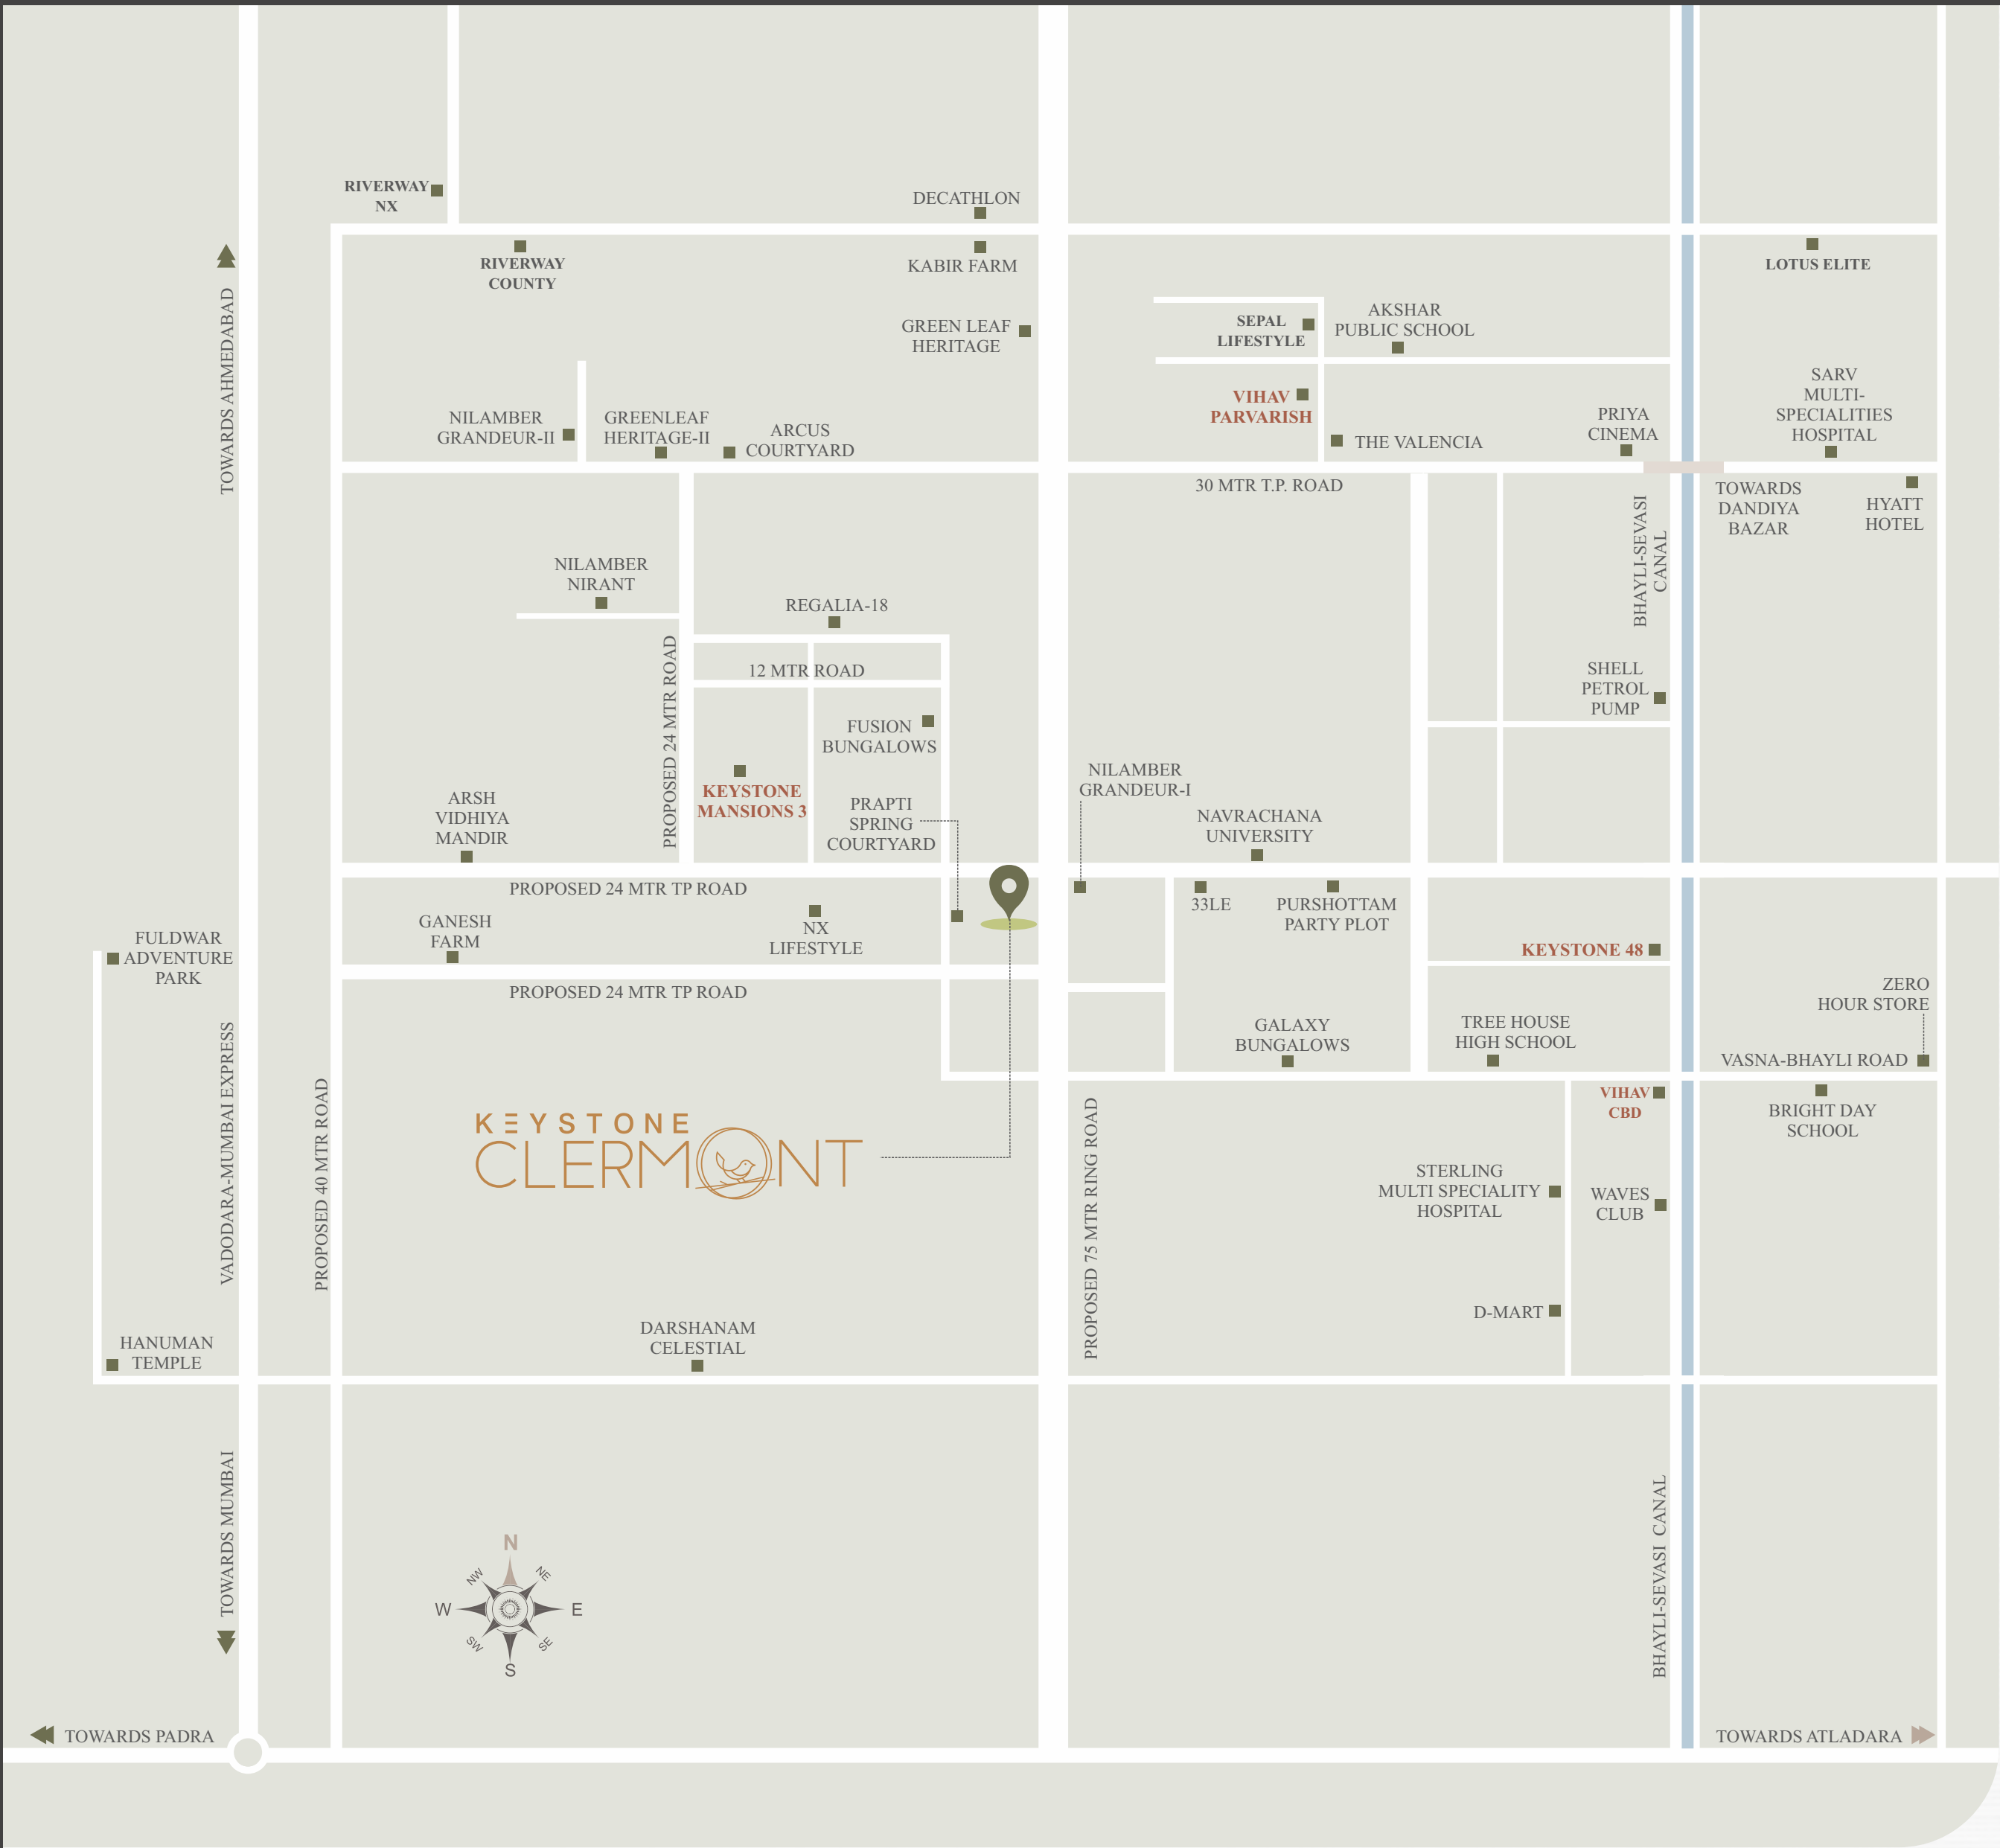 RIVERWAY
NX
DECATHLON
RIVERWAY
COUNTY
KABIR FARM
LOTUS ELITE
TOWARDS AHMEDABAD
GREEN LEAF
HERITAGE
SEPAL
LIFESTYLE
AKSHAR
PUBLIC SCHOOL
VIHAV
PARVARISH
SARV
MULTI-
SPECIALITIES
HOSPITAL
NILAMBER
GRANDEUR-II
GREENLEAF
HERITAGE-II
ARCUS
COURTYARD
THE VALENCIA
PRIYA
CINEMA
30 MTR T.P. ROAD
TOWARDS
DANDIYA
BAZAR
HYATT
HOTEL
BHAYLI-SEVASI
CANAL
NILAMBER
NIRANT
REGALIA-18
12 MTR ROAD
PROPOSED 24 MTR ROAD
SHELL
PETROL
PUMP
FUSION
BUNGALOWS
KEYSTONE
MANSIONS 3
NILAMBER
GRANDEUR-I
ARSH
VIDHIYA
MANDIR
PRAPTI
SPRING
COURTYARD
NAVRACHANA
UNIVERSITY
PROPOSED 24 MTR TP ROAD
33LE
PURSHOTTAM
PARTY PLOT
GANESH
FARM
NX
LIFESTYLE
FULDWAR
ADVENTURE
PARK
KEYSTONE 48
PROPOSED 24 MTR TP ROAD
ZERO
HOUR STORE
GALAXY
BUNGALOWS
TREE HOUSE
HIGH SCHOOL
VASNA-BHAYLI ROAD
VADODARA-MUMBAI EXPRESS
PROPOSED 40 MTR ROAD
KEYSTONE
CLERMONT
PROPOSED 75 MTR RING ROAD
VIHAV
CBD
BRIGHT DAY
SCHOOL
STERLING
MULTI SPECIALITY
HOSPITAL
WAVES
CLUB
D-MART
HANUMAN
TEMPLE
DARSHANAM
CELESTIAL
TOWARDS MUMBAI
BHAYLI-SEVASI CANAL
N
NW
NE
W
E
SW
SE
S
TOWARDS PADRA
TOWARDS ATLADARA